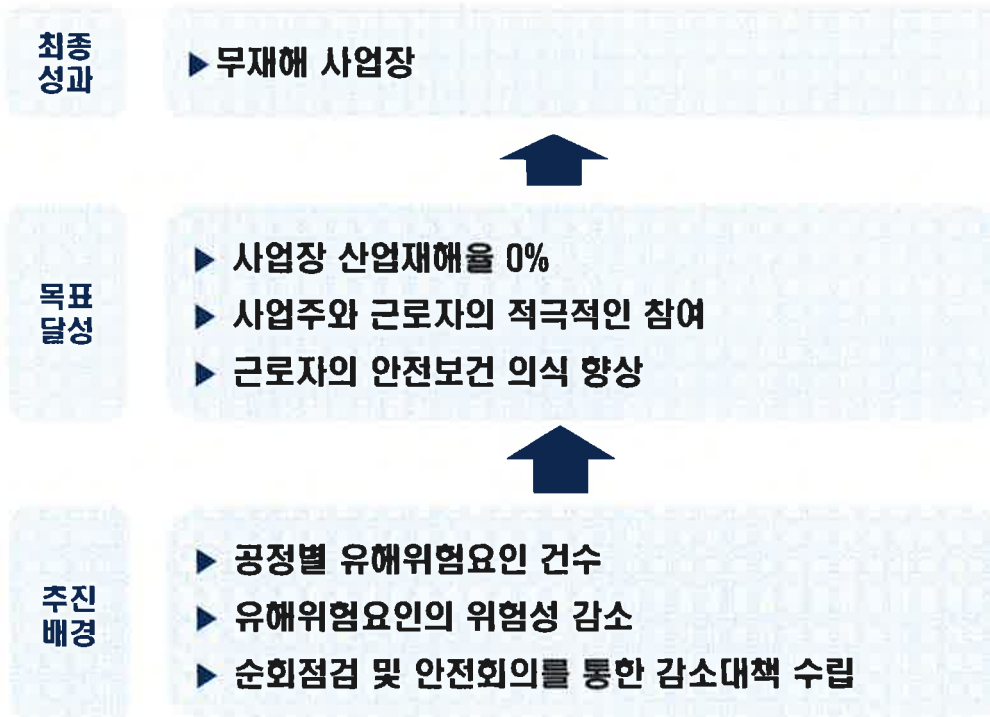 최종
성과
▶ 무재해 사업장
목표
달성
▶ 사업장 산업재해율 0%
▶ 사업주와 근로자의 적극적인 참여
▶ 근로자의 안전보건 의식 향상
추진
배경
▶ 공정별 유해위험요인 건수
▶ 유해위험요인의 위험성 감소
▶ 순회점검 및 안전회의를 통한 감소대책 수립